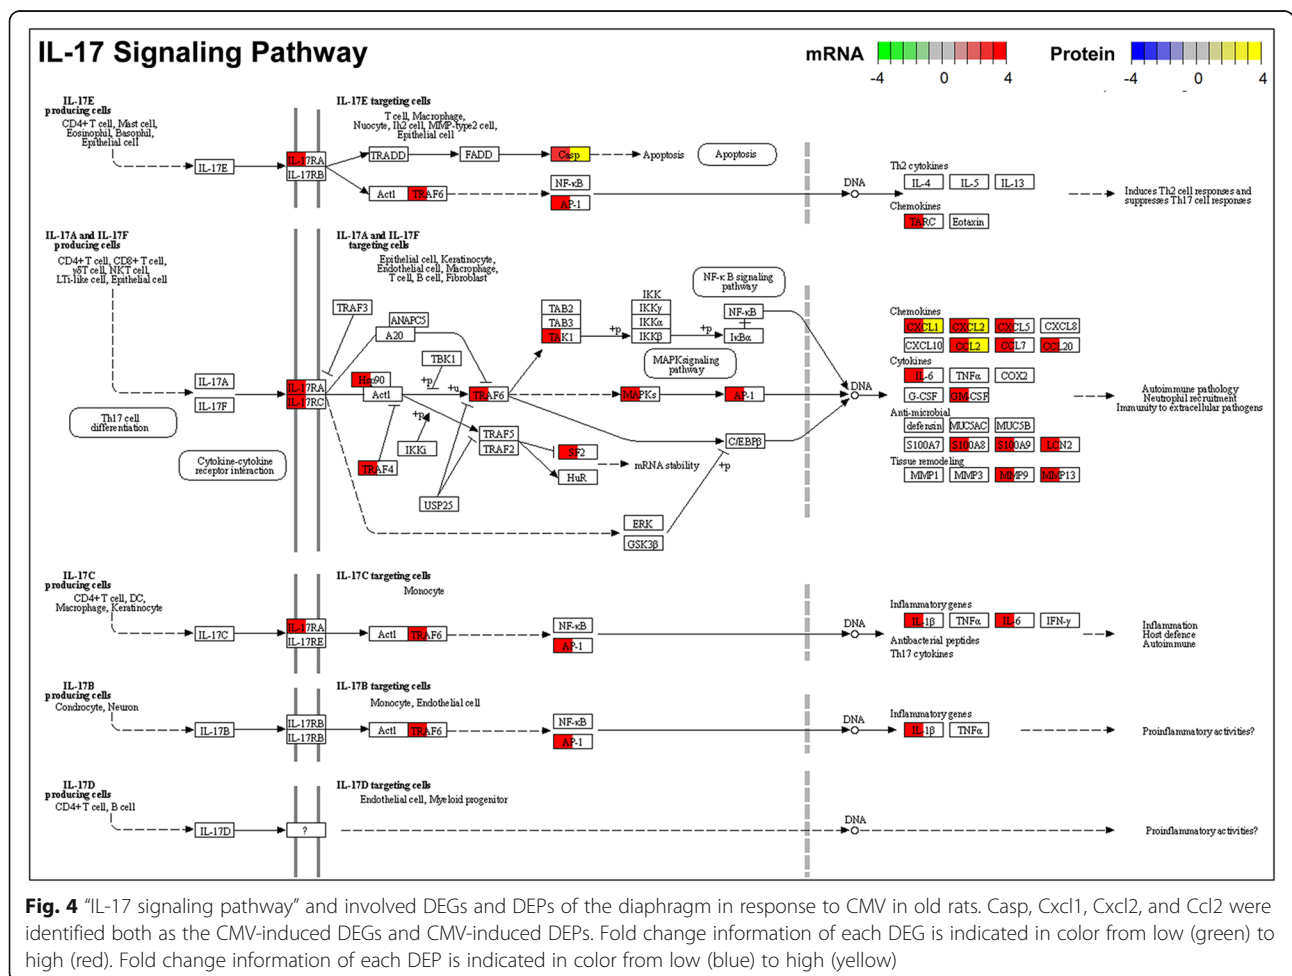 IL-17 Signaling Pathway
mRNA
-4 0 4
Protein
-4 0 4
IL-17E
producing cells
CD4+ T cell, Mast cell,
Eosinophil, Basophil,
Epithelial cell
IL-17E targeting cells
T cell, Macrophage,
Nuocyte, Ih2 cell, MMP-type2 cell,
Epithelial cell
IL-17E
IL-17RA
IL-17RB
TRADD
FADD
Casp
Apoptosis
Apoptosis
Act1
TRAF6
NF-κB
AP-1
DNA
Th2 cytokines
IL-4
IL-5
IL-13
Chemokines
TARC
Eotaxin
Induces Th2 cell responses and
suppresses Th17 cell responses
IL-17A and IL-17F
producing cells
CD4+ T cell, CD8+ T cell,
γδT cell, NKT cell,
LTi-like cell, Epithelial cell
IL-17A and IL-17F
targeting cells
Epithelial cell, Keratinocyte,
Endothelial cell, Macrophage,
T cell, B cell, Fibroblast
TRAF3
ANAPC5
A20
TBK1
TAB2
TAB3
TAK1
IKK
IKKγ
IKKα
IKKβ
+p
+p
NF-κB signaling
pathway
NF-κB
IκBα
MAPK signaling
pathway
IL-17A
IL-17F
IL-17RA
IL-17RC
Hsp90
Act1
+p
+u
TRAF6
MAPKs
AP-1
DNA
Th17 cell
differentiation
Cytokine-cytokine
receptor interaction
TRAF4
+p
IKKi
TRAF5
TRAF2
SF2
HuR
mRNA stability
C/EBPβ
+p
USP25
ERK
GSK3β
Chemokines
CXCL1
CXCL2
CXCL5
CXCL8
CXCL10
CCL2
CCL7
CCL20
Cytokines
IL-6
TNFα
COX2
G-CSF
GM-CSF
Anti-microbial
defensin
MUC5AC
MUC5B
S100A7
S100A8
S100A9
LCN2
Tissue remodeling
MMP1
MMP3
MMP9
MMP13
Autoimmune pathology
Neutrophil recruitment
Immunity to extracellular pathogens
IL-17C
producing cells
CD4+ T cell, DC,
Macrophage, Keratinocyte
IL-17C targeting cells
Monocyte
IL-17C
IL-17RA
IL-17RE
Act1
TRAF6
NF-κB
AP-1
DNA
Inflammatory genes
IL-1β
TNFα
IL-6
IFN-γ
Antibacterial peptides
Th17 cytokines
Inflammation
Host defence
Autoimmune
IL-17B
producing cells
Condrocyte, Neuron
IL-17B targeting cells
Monocyte, Endothelial cell
IL-17B
IL-17RB
IL-17RB
Act1
TRAF6
NF-κB
AP-1
DNA
Inflammatory genes
IL-1β
TNFα
Proinflammatory activities?
IL-17D
producing cells
CD4+ T cell, B cell
IL-17D targeting cells
Endothelial cell, Myeloid progenitor
IL-17D
?
DNA
Proinflammatory activities?
Fig. 4 “IL-17 signaling pathway” and involved DEGs and DEPs of the diaphragm in response to CMV in old rats. Casp, Cxcl1, Cxcl2, and Ccl2 were
identified both as the CMV-induced DEGs and CMV-induced DEPs. Fold change information of each DEG is indicated in color from low (green) to
high (red). Fold change information of each DEP is indicated in color from low (blue) to high (yellow)